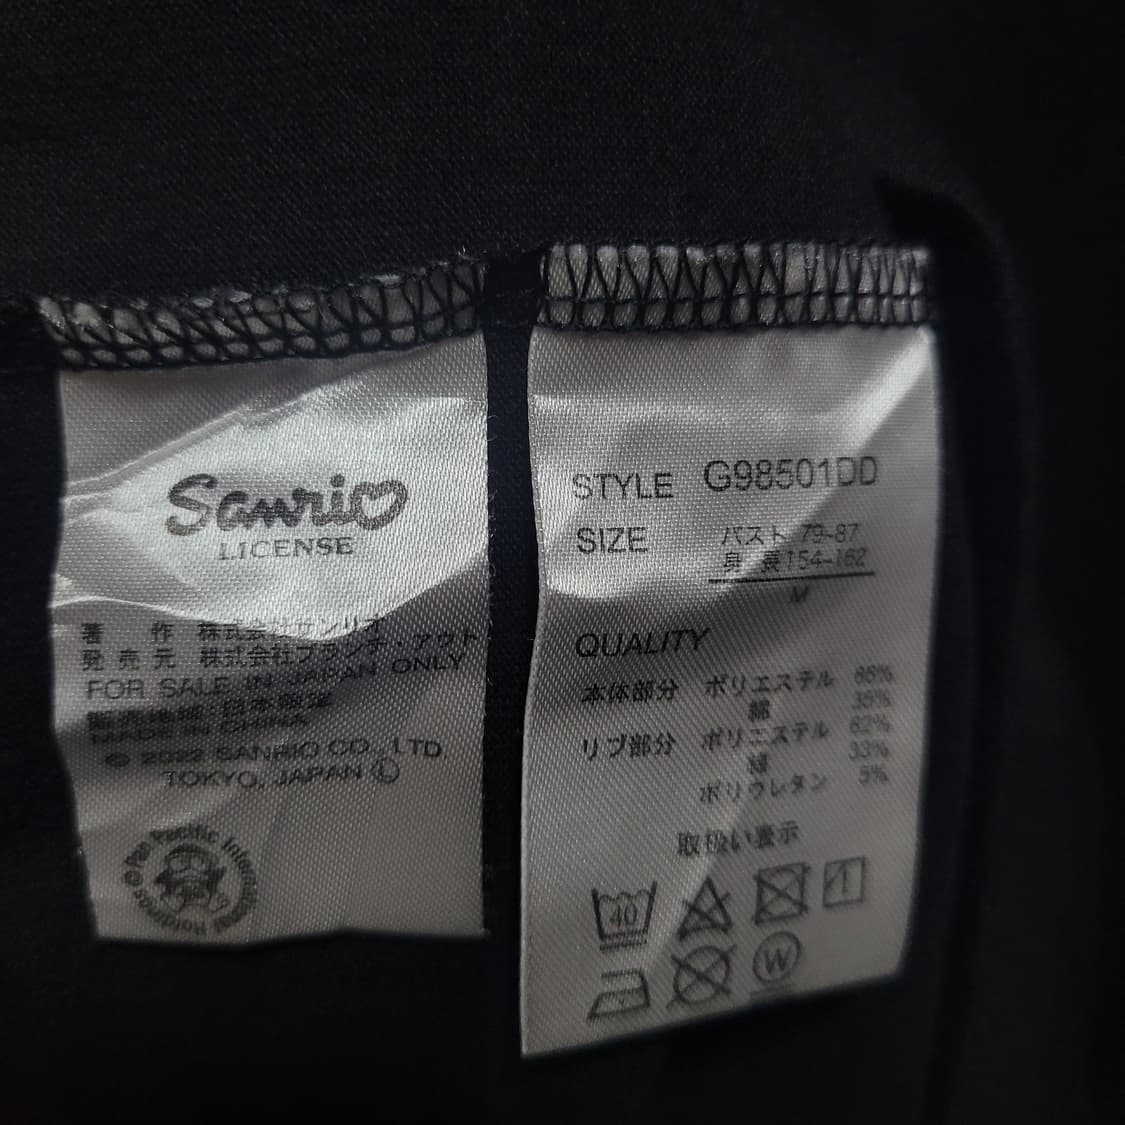 Sanrio
LICENSE
著 作 株式会社サンリオ
発売元 株式会社ブランチ・アウト
FOR SALE IN JAPAN ONLY
販売地域 日本限定
MADE IN CHINA
© 2022 SANRIO CO., LTD.
TOKYO, JAPAN Ⓛ
© Pan Pacific International Holdings
STYLE G98501DD
SIZE バスト 79-87
身 長 154-162
M
QUALITY
本体部分 ポリエステル 65%
綿 35%
リブ部分 ポリエステル 62%
綿 33%
ポリウレタン 5%
取扱い表示
40
W